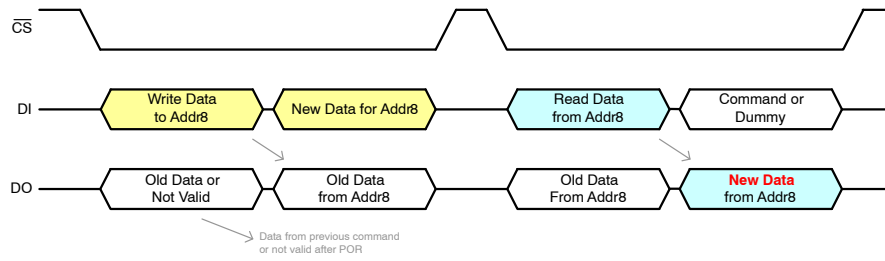 CS
DI
Write Data
to Addr8
New Data for Addr8
Read Data
from Addr8
Command or
Dummy
DO
Old Data or
Not Valid
Old Data
from Addr8
Old Data
From Addr8
New Data
from Addr8
Data from previous command
or not valid after POR